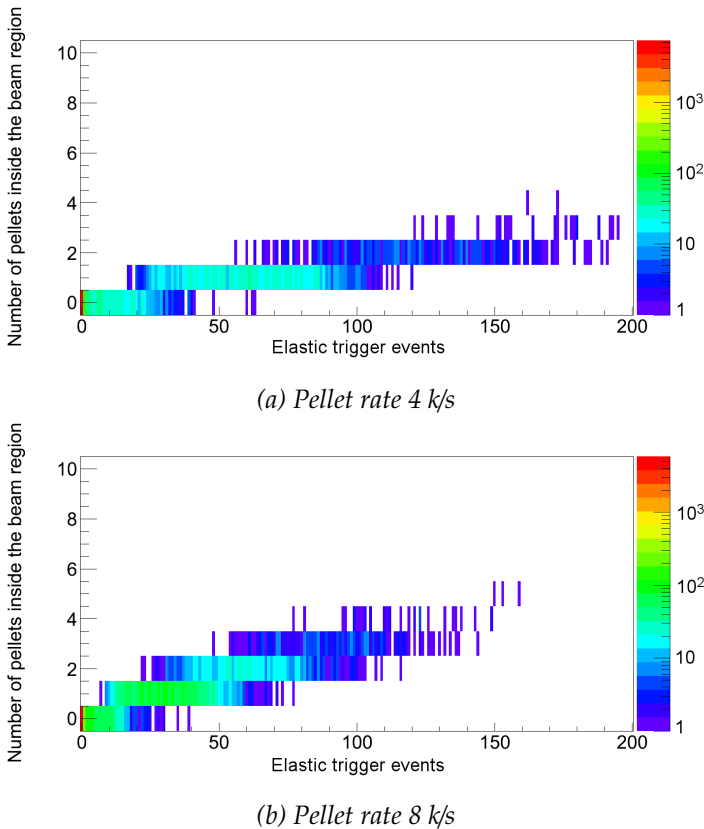 Number of pellets inside the beam region
10
8
6
4
2
0
10³
10²
10
1
0 50 100 150 200
Elastic trigger events
(a) Pellet rate 4 k/s
Number of pellets inside the beam region
10
8
6
4
2
0
10³
10²
10
1
0 50 100 150 200
Elastic trigger events
(b) Pellet rate 8 k/s